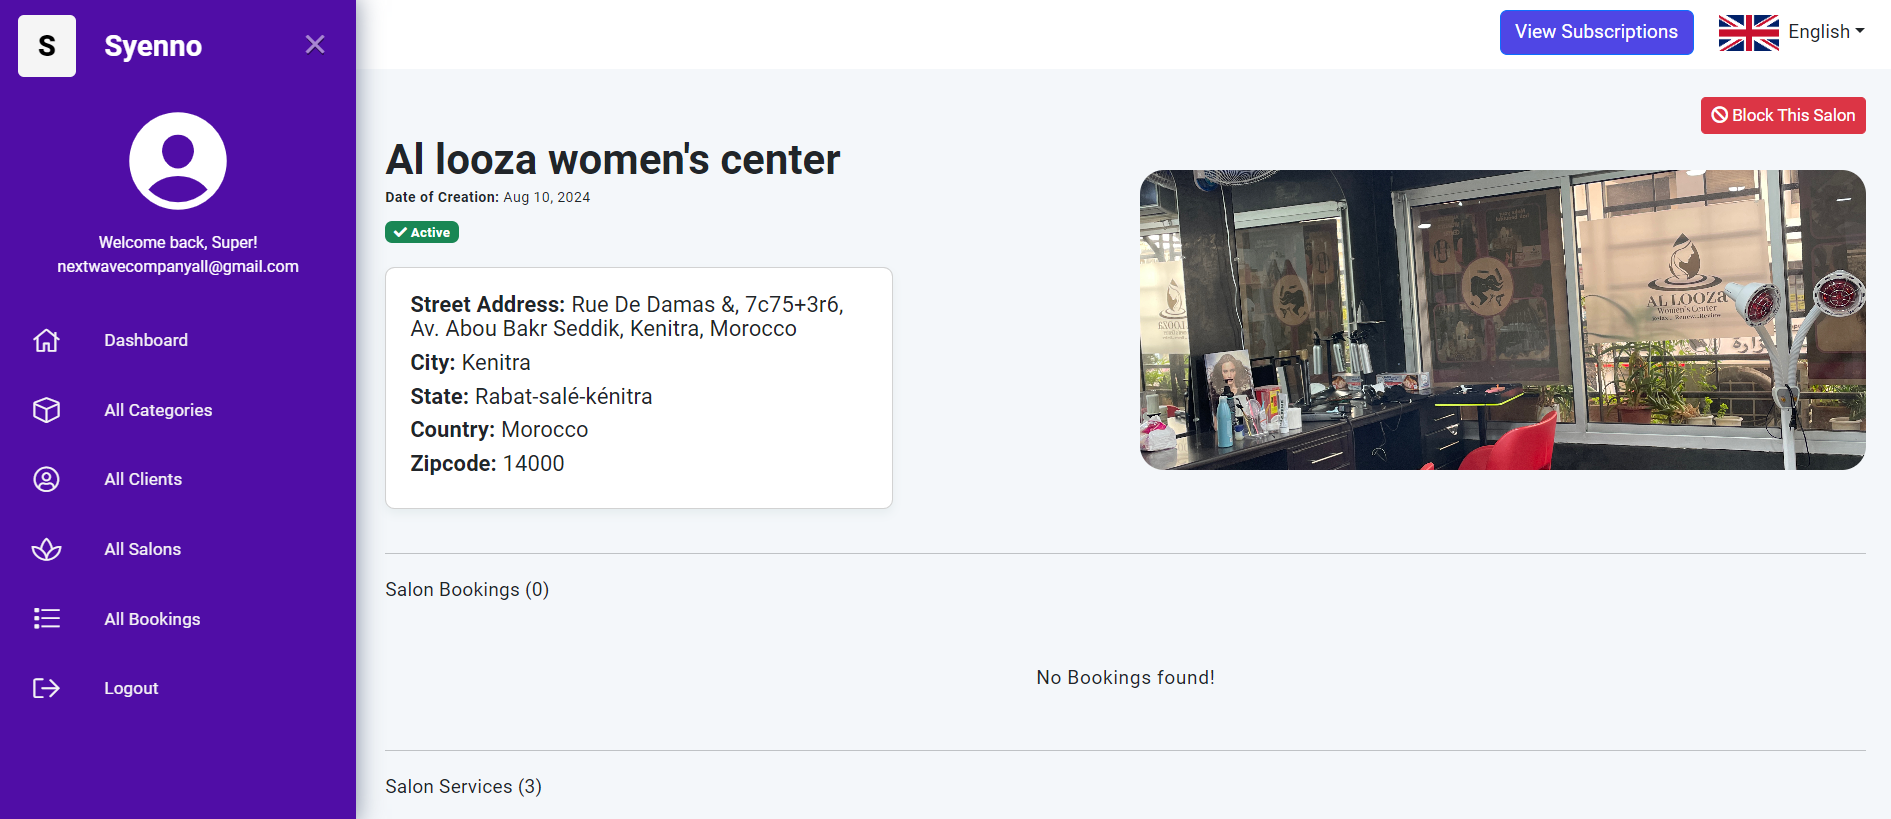 S
Syenno
Welcome back, Super!
nextwavecompanyall@gmail.com
Dashboard
All Categories
All Clients
All Salons
All Bookings
Logout
View Subscriptions
English
Block This Salon
Al looza women's center
Date of Creation: Aug 10, 2024
Active
Street Address: Rue De Damas &, 7c75+3r6,
Av. Abou Bakr Seddik, Kenitra, Morocco
City: Kenitra
State: Rabat-salé-kénitra
Country: Morocco
Zipcode: 14000
AL LOOZA
Women's Center
Salon Bookings (0)
No Bookings found!
Salon Services (3)